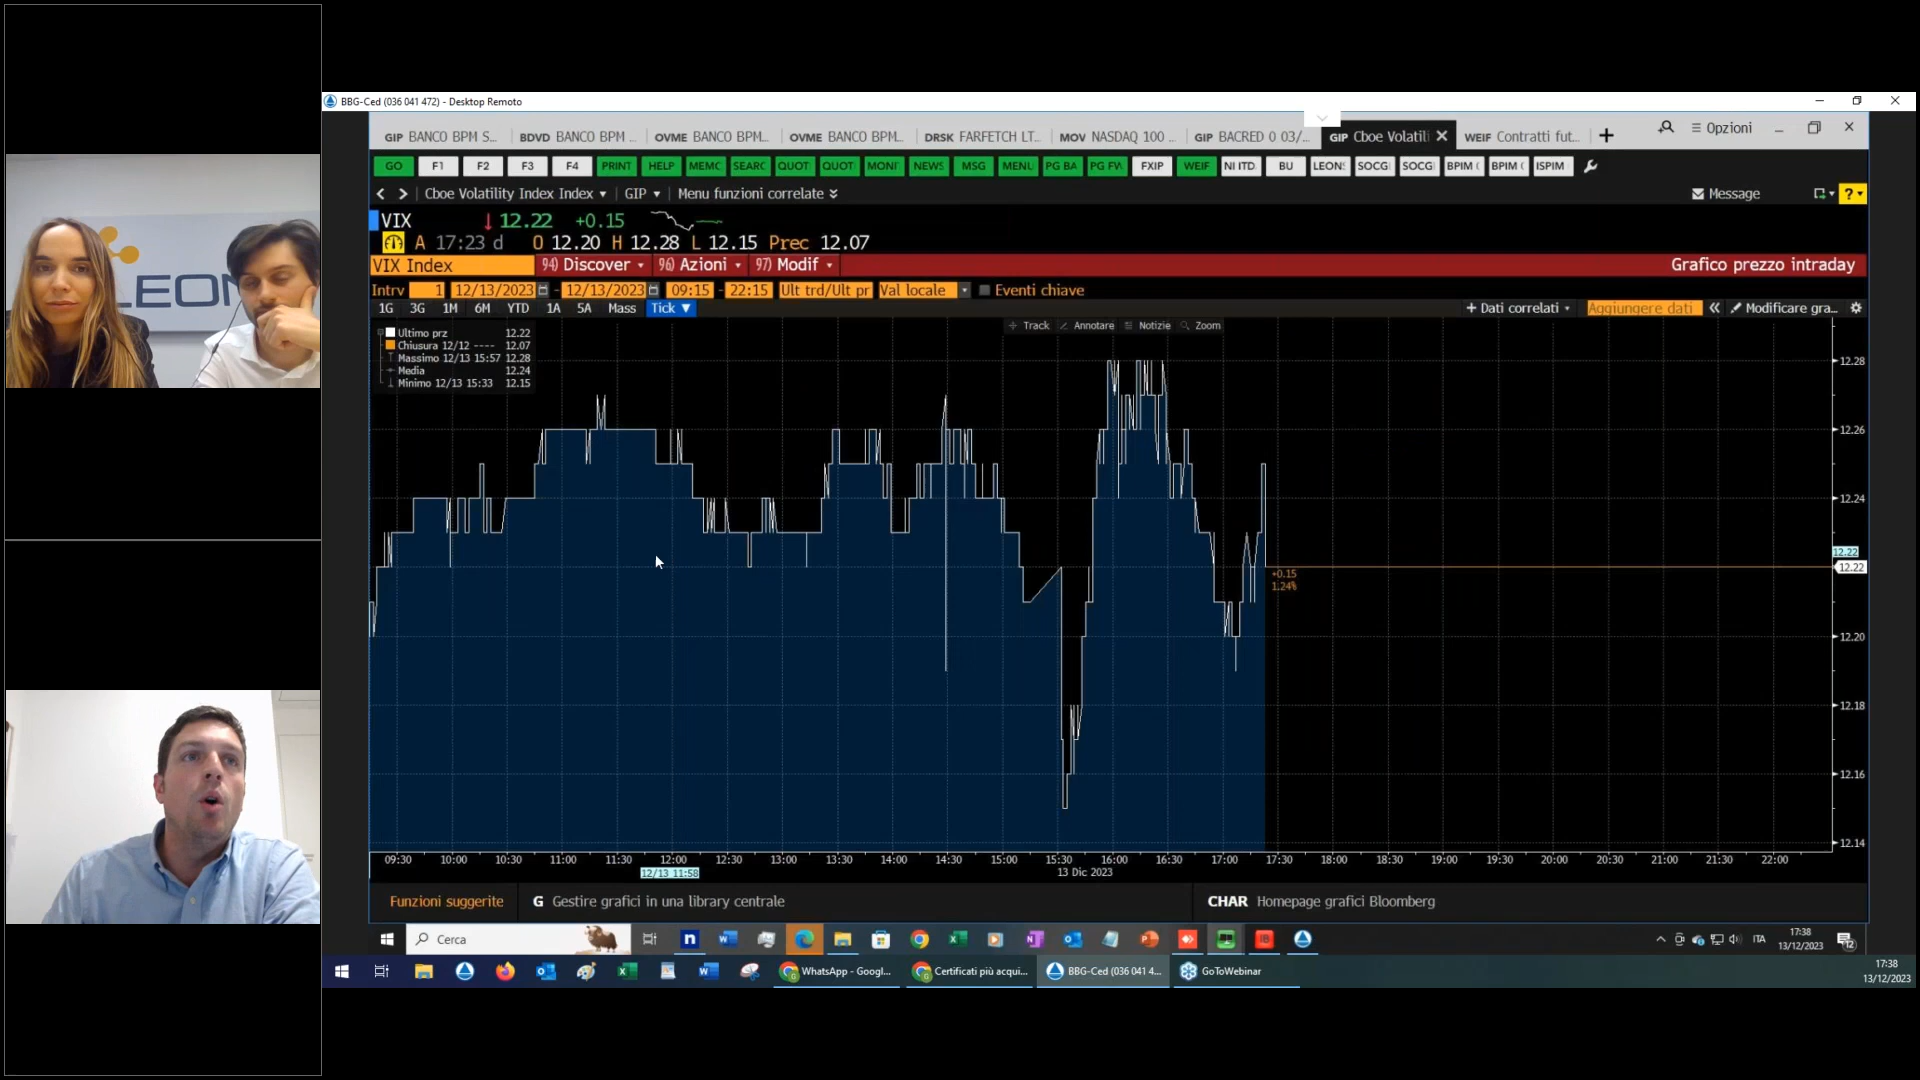 BBG-Ced (036 041 472) - Desktop Remoto
GIP BANCO BPM S... BDVD BANCO BPM ... OVME BANCO BPM... OVME BANCO BPM... DRSK FARFETCH LT... MOV NASDAQ 100 ... GIP BACRED 0 03/... GIP Cboe Volatili WEIF Contratti fut... Opzioni
GO F1 F2 F3 F4 PRINT HELP MEMC SEARC QUOT QUOT MONI NEWS MSG MENU PG BA PG FW FXIP WEIF NI ITD BU LEON SOCG SOCG BPIM ( BPIM ( ISPIM
Cboe Volatility Index Index GIP Menu funzioni correlate Message ?
VIX 12.22 +0.15
A 17:23 d O 12.20 H 12.28 L 12.15 Prec 12.07
VIX Index 94) Discover 96) Azioni 97) Modif Grafico prezzo intraday
Intrv 1 12/13/2023 - 12/13/2023 09:15 - 22:15 Ult trd/Ult pr Val locale Eventi chiave
1G 3G 1M 6M YTD 1A 5A Mass Tick ▼ + Dati correlati Aggiungere dati « Modificare gra...
Track Annotare Notizie Zoom
Ultimo prz 12.22
Chiusura 12/12 ---- 12.07
Massimo 12/13 15:57 12.28
Media 12.24
Minimo 12/13 15:33 12.15
12.28
12.26
12.24
12.22
12.22
12.20
12.18
12.16
12.14
+0.15
1.24%
09:30 10:00 10:30 11:00 11:30 12:00 12:30 13:00 13:30 14:00 14:30 15:00 15:30 16:00 16:30 17:00 17:30 18:00 18:30 19:00 19:30 20:00 20:30 21:00 21:30 22:00
12/13 11:58 13 Dic 2023
Funzioni suggerite G Gestire grafici in una library centrale CHAR Homepage grafici Bloomberg
Cerca ITA 17:38
13/12/2023 12
WhatsApp - Googl... Certificati più acqui... BBG-Ced (036 041 4... GoToWebinar 17:38
13/12/2023
LEON